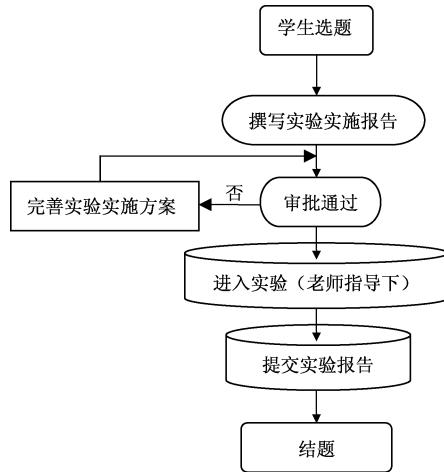 学生选题
撰写实验实施报告
完善实验实施方案
否
审批通过
进入实验（老师指导下）
提交实验报告
结题